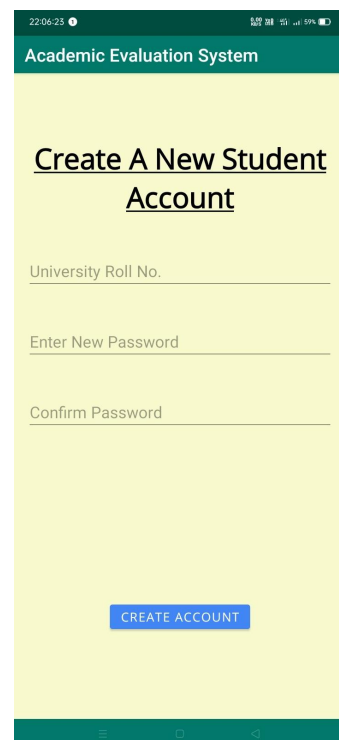 22:06:23
59%
Academic Evaluation System
Create A New Student
Account
University Roll No.
Enter New Password
Confirm Password
CREATE ACCOUNT